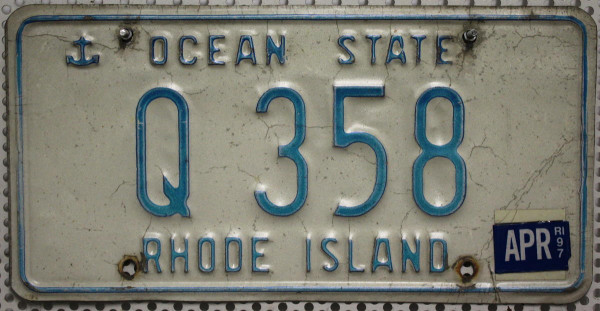 OCEAN STATE
Q 358
RHODE ISLAND
APR RI 97